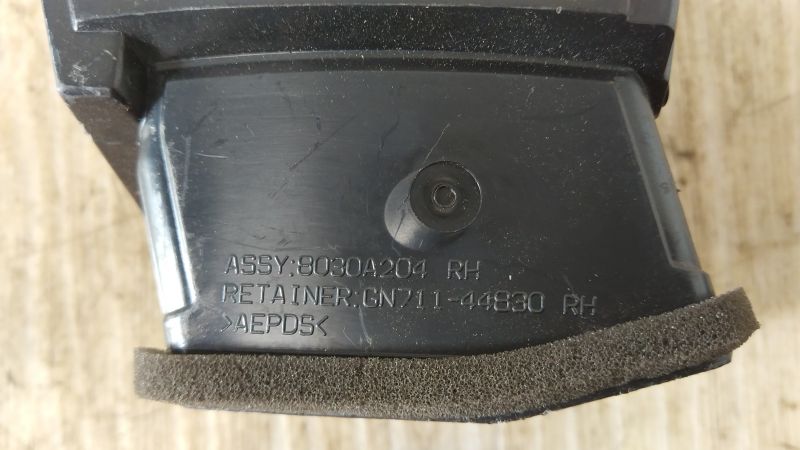 ASSY:8030A204 RH
RETAINER:GN711-44830 RH
>AEPDS<